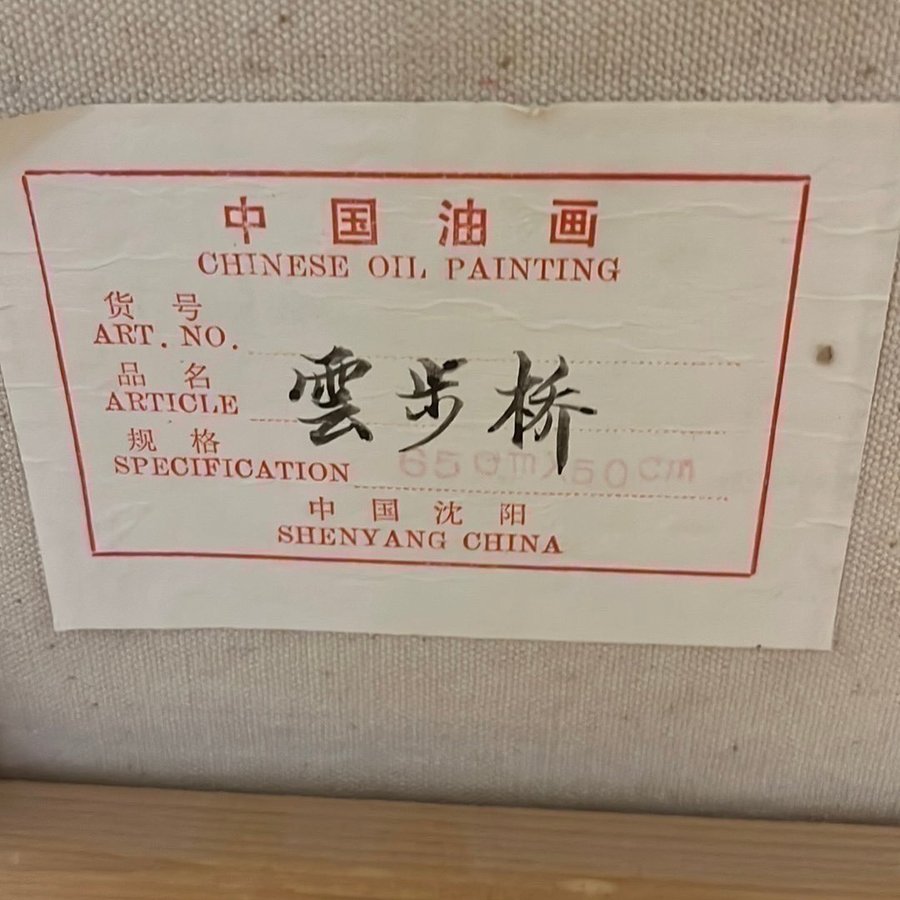 中国油画
CHINESE OIL PAINTING
货号
ART. NO.
品名
ARTICLE 雲步桥
规格
SPECIFICATION 65cm×50cm
中国沈阳
SHENYANG CHINA